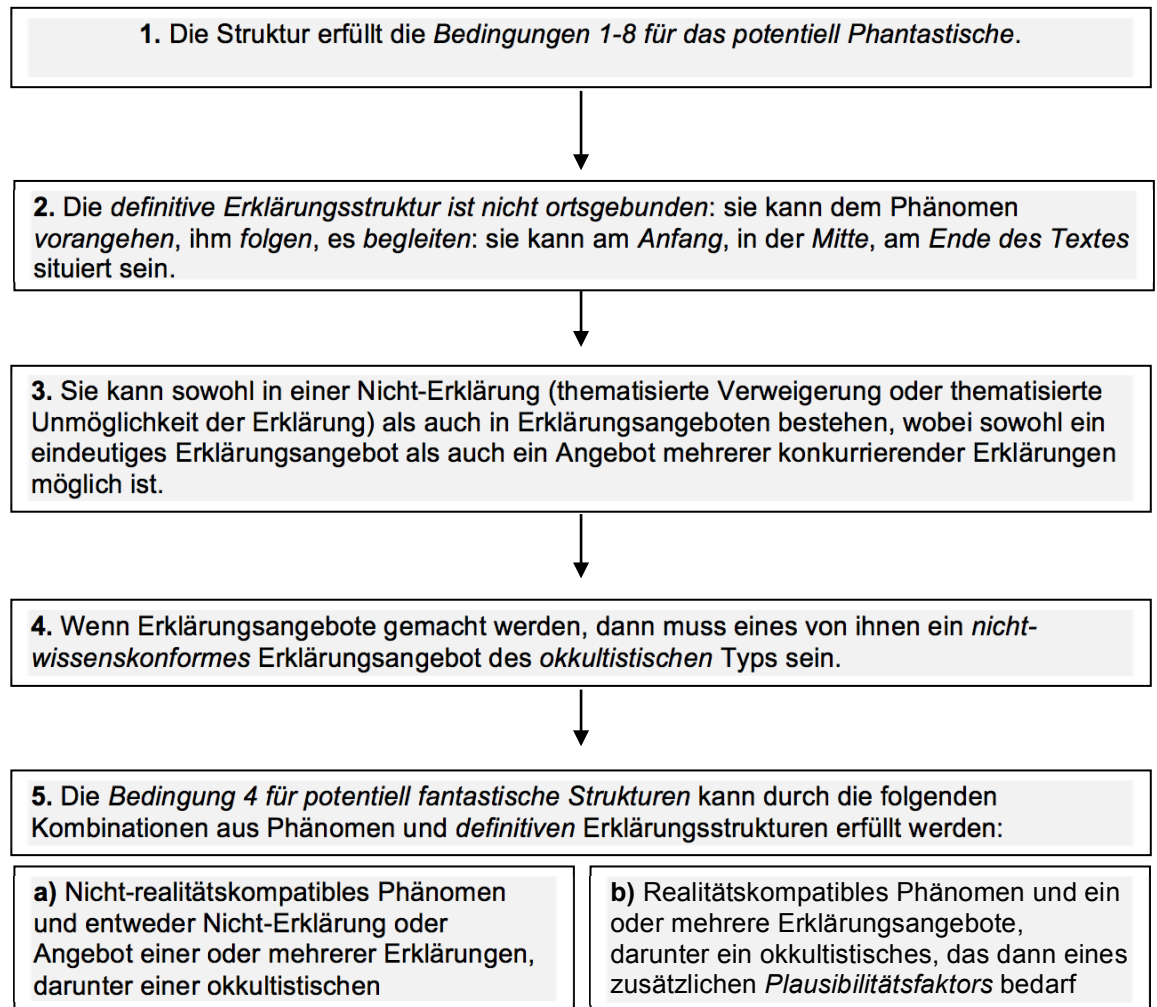 1. Die Struktur erfüllt die Bedingungen 1-8 für das potentiell Phantastische.
2. Die definitive Erklärungsstruktur ist nicht ortsgebunden: sie kann dem Phänomen
vorangehen, ihm folgen, es begleiten: sie kann am Anfang, in der Mitte, am Ende des Textes
situiert sein.
3. Sie kann sowohl in einer Nicht-Erklärung (thematisierte Verweigerung oder thematisierte
Unmöglichkeit der Erklärung) als auch in Erklärungsangeboten bestehen, wobei sowohl ein
eindeutiges Erklärungsangebot als auch ein Angebot mehrerer konkurrierender Erklärungen
möglich ist.
4. Wenn Erklärungsangebote gemacht werden, dann muss eines von ihnen ein nicht-
wissenskonformes Erklärungsangebot des okkultistischen Typs sein.
5. Die Bedingung 4 für potentiell fantastische Strukturen kann durch die folgenden
Kombinationen aus Phänomen und definitiven Erklärungsstrukturen erfüllt werden:
a) Nicht-realitätskompatibles Phänomen
und entweder Nicht-Erklärung oder
Angebot einer oder mehrerer Erklärungen,
darunter einer okkultistischen
b) Realitätskompatibles Phänomen und ein
oder mehrere Erklärungsangebote,
darunter ein okkultistisches, das dann eines
zusätzlichen Plausibilitätsfaktors bedarf